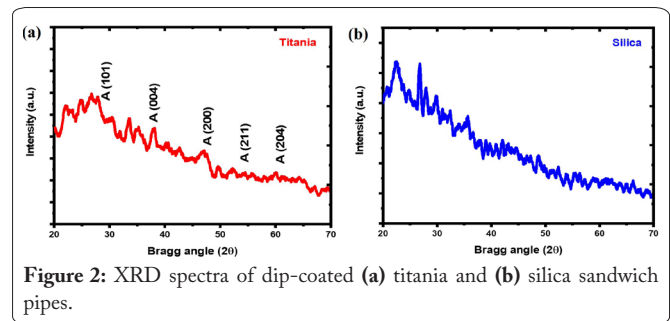 (a)
Titania
A (101)
A (004)
A (200)
A (211)
A (204)
Intensity (a.u.)
20 30 40 50 60 70
Bragg angle (2θ)
(b)
Silica
Intensity (a.u.)
20 30 40 50 60 70
Bragg angle (2θ)
Figure 2: XRD spectra of dip-coated (a) titania and (b) silica sandwich
pipes.